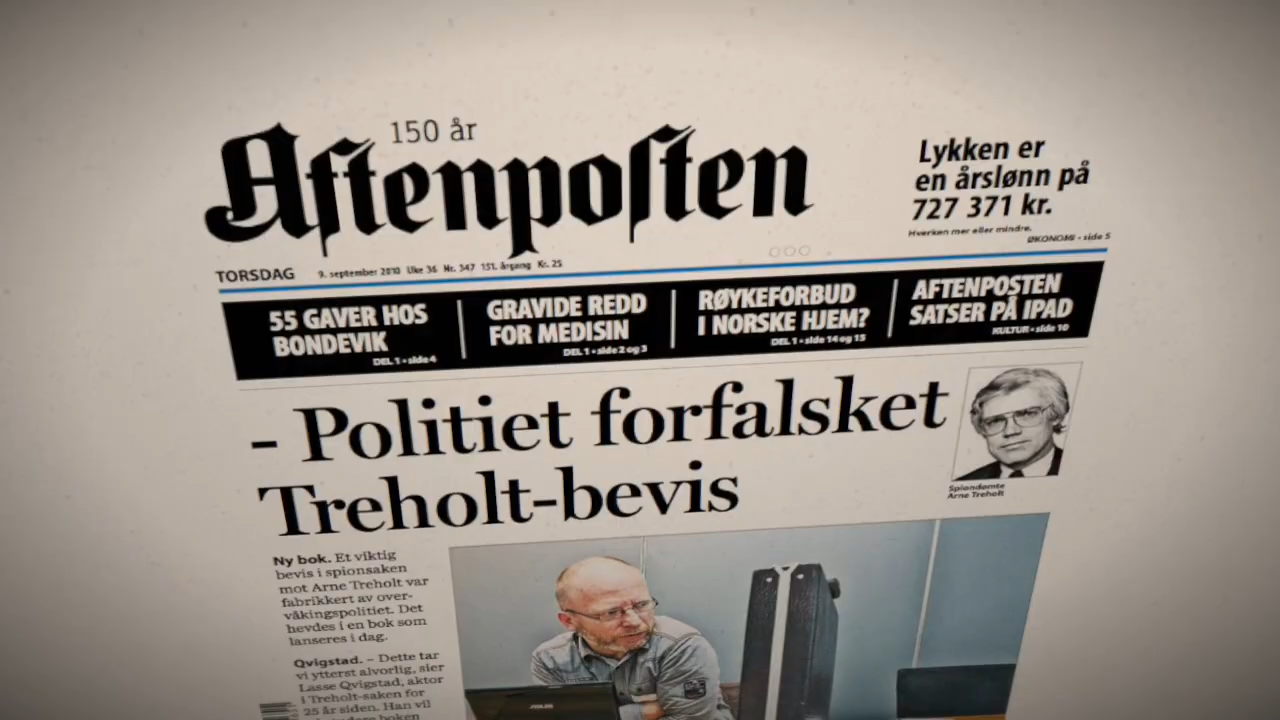 150 år
Aftenposten
Lykken er
en årslønn på
727 371 kr.
Hverken mer eller mindre.
ØKONOMI • side 5
TORSDAG 9. september 2010 Uke 36 Nr. 347 151. årgang Kr. 25
55 GAVER HOS
BONDEVIK
DEL 1 • side 4
GRAVIDE REDD
FOR MEDISIN
DEL 1 • side 2 og 3
RØYKEFORBUD
I NORSKE HJEM?
DEL 1 • side 14 og 15
AFTENPOSTEN
SATSER PÅ IPAD
KULTUR • side 10
- Politiet forfalsket
Treholt-bevis
Spiondømte
Arne Treholt
Ny bok. Et viktig
bevis i spionsaken
mot Arne Treholt var
fabrikkert av over-
våkingspolitiet. Det
hevdes i en bok som
lanseres i dag.
Qvigstad. – Dette tar
vi ytterst alvorlig, sier
Lasse Qvigstad, aktor
i Treholt-saken for
25 år siden. Han vil
boken
ASUS